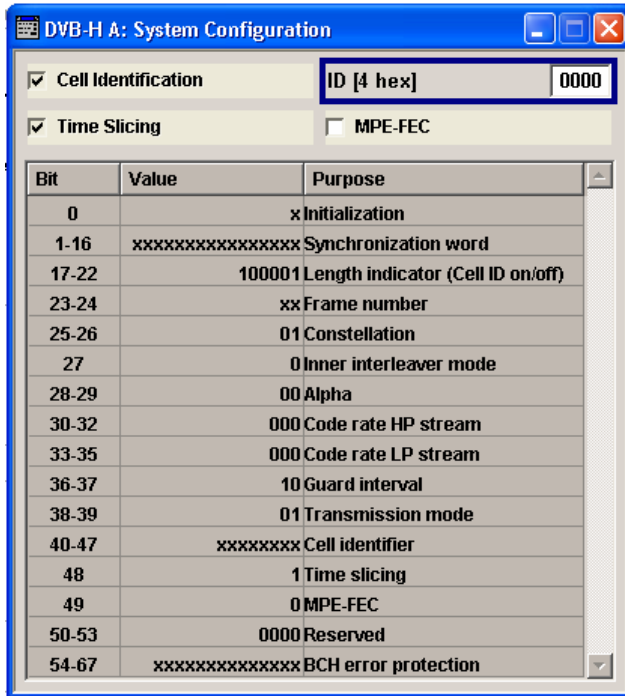 DVB-H A: System Configuration
Cell Identification ID [4 hex] 0000
Time Slicing MPE-FEC
Bit Value Purpose
0 x Initialization
1-16 xxxxxxxxxxxxxxxx Synchronization word
17-22 100001 Length indicator (Cell ID on/off)
23-24 xx Frame number
25-26 01 Constellation
27 0 Inner interleaver mode
28-29 00 Alpha
30-32 000 Code rate HP stream
33-35 000 Code rate LP stream
36-37 10 Guard interval
38-39 01 Transmission mode
40-47 xxxxxxxx Cell identifier
48 1 Time slicing
49 0 MPE-FEC
50-53 0000 Reserved
54-67 xxxxxxxxxxxxxx BCH error protection